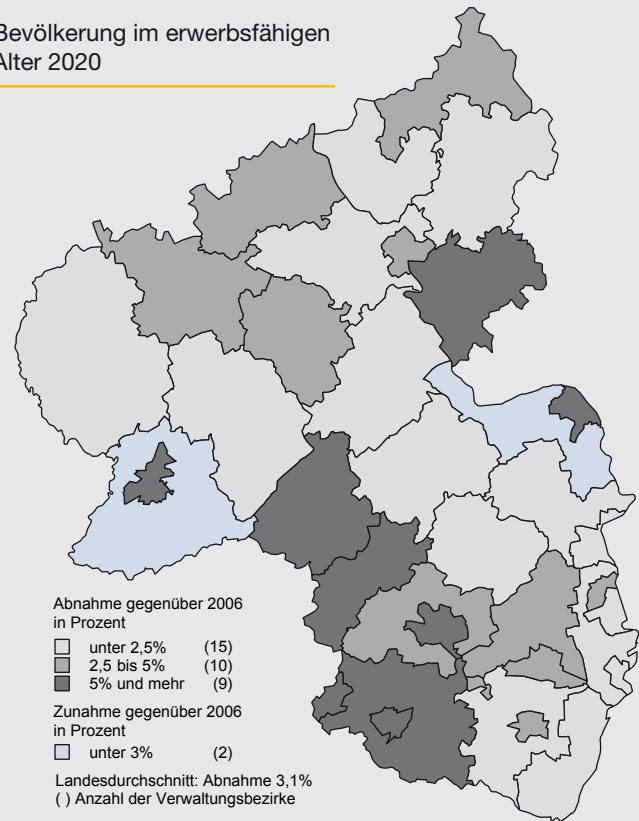 Bevölkerung im erwerbsfähigen
Alter 2020
Abnahme gegenüber 2006
in Prozent
unter 2,5% (15)
2,5 bis 5% (10)
5% und mehr (9)
Zunahme gegenüber 2006
in Prozent
unter 3% (2)
Landesdurchschnitt: Abnahme 3,1%
( ) Anzahl der Verwaltungsbezirke